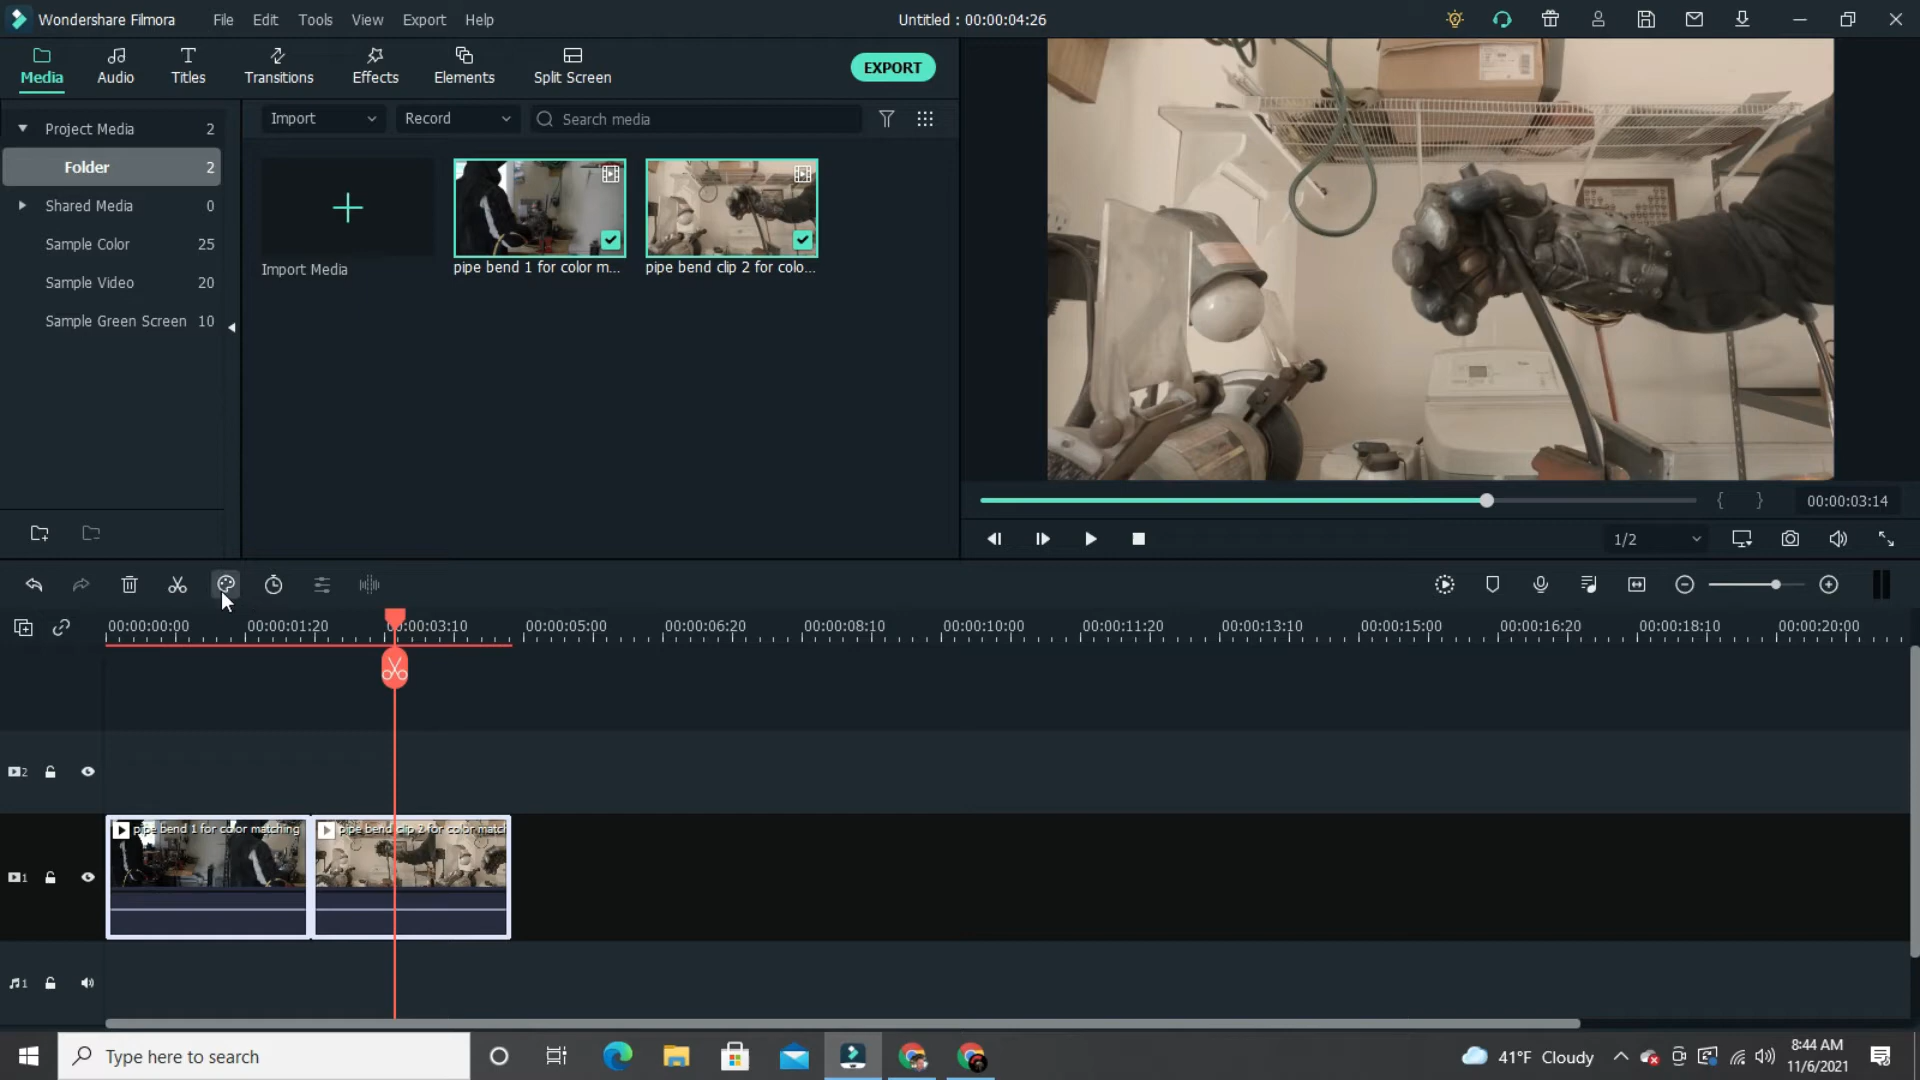 Wondershare Filmora File Edit Tools View Export Help Untitled : 00:00:04:26
Media Audio Titles Transitions Effects Elements Split Screen EXPORT
Project Media 2
Folder 2
Shared Media 0
Sample Color 25
Sample Video 20
Sample Green Screen 10
Import Record Search media
Import Media
pipe bend 1 for color m...
pipe bend clip 2 for colo...
00:00:03:14
1/2
00:00:00:00 00:00:01:20 00:00:03:10 00:00:05:00 00:00:06:20 00:00:08:10 00:00:10:00 00:00:11:20 00:00:13:10 00:00:15:00 00:00:16:20 00:00:18:10 00:00:20:00
2
1
pipe bend 1 for color matching
pipe bend clip 2 for color match
1
Type here to search
41°F Cloudy
8:44 AM
11/6/2021